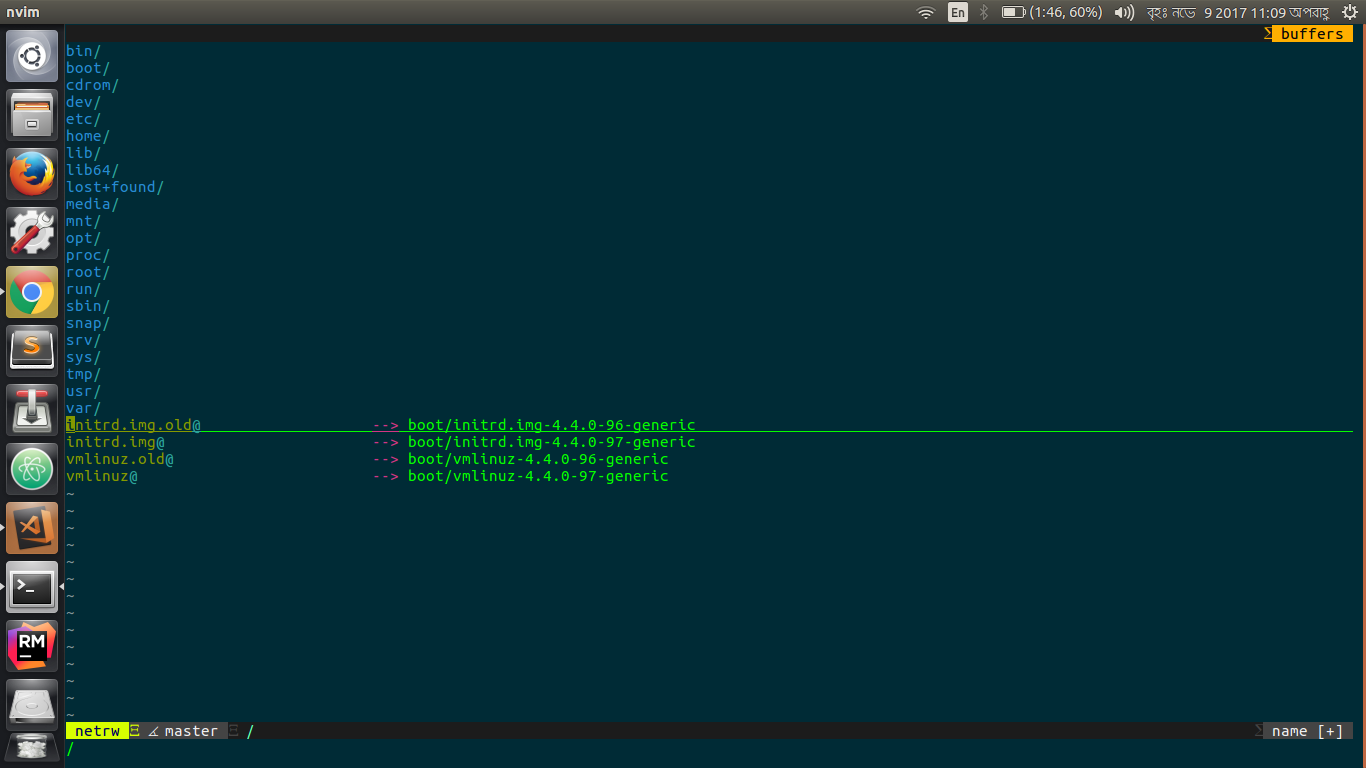 nvim En (1:46, 60%) বৃহঃ নভে 9 2017 11:09 অপরাহ্ণ
buffers
bin/
boot/
cdrom/
dev/
etc/
home/
lib/
lib64/
lost+found/
media/
mnt/
opt/
proc/
root/
run/
sbin/
snap/
srv/
sys/
tmp/
usr/
var/
initrd.img.old@ --> boot/initrd.img-4.4.0-96-generic
initrd.img@ --> boot/initrd.img-4.4.0-97-generic
vmlinuz.old@ --> boot/vmlinuz-4.4.0-96-generic
vmlinuz@ --> boot/vmlinuz-4.4.0-97-generic
~
~
~
~
~
~
~
~
~
~
~
~
~
~
RM
netrw master / name [+]
/